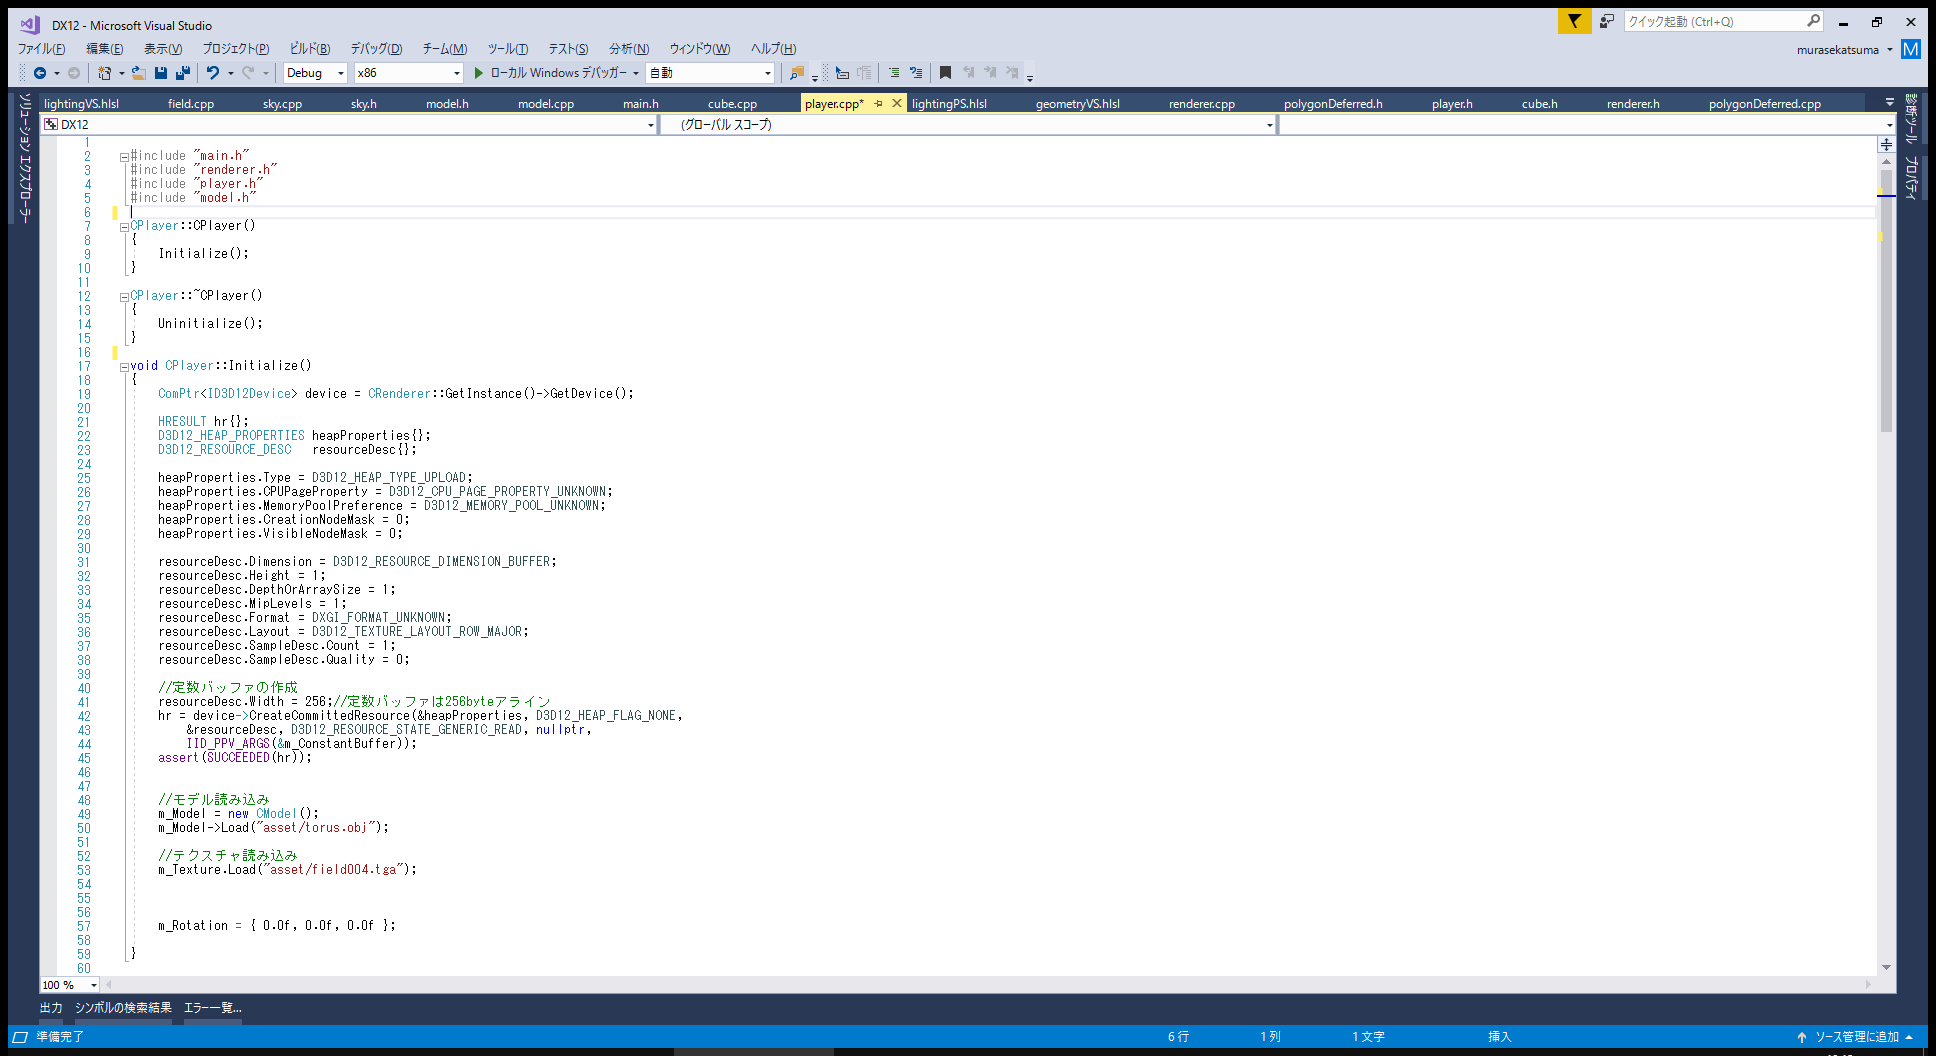 DX12 - Microsoft Visual Studio
クイック起動 (Ctrl+Q)
ファイル(F) 編集(E) 表示(V) プロジェクト(P) ビルド(B) デバッグ(D) チーム(M) ツール(T) テスト(S) 分析(N) ウィンドウ(W) ヘルプ(H)
murasekatsuma M
Debug x86 ローカル Windows デバッガー 自動
lightingVS.hlsl field.cpp sky.cpp sky.h model.h model.cpp main.h cube.cpp player.cpp* lightingPS.hlsl geometryVS.hlsl renderer.cpp polygonDeferred.h player.h cube.h renderer.h polygonDeferred.cpp
ソリューション エクスプローラー
診断ツール
プロパティ
DX12 (グローバル スコープ)
1
2 #include "main.h"
3 #include "renderer.h"
4 #include "player.h"
5 #include "model.h"
6
7 CPlayer::CPlayer()
8 {
9 Initialize();
10 }
11
12 CPlayer::~CPlayer()
13 {
14 Uninitialize();
15 }
16
17 void CPlayer::Initialize()
18 {
19 ComPtr<ID3D12Device> device = CRenderer::GetInstance()->GetDevice();
20
21 HRESULT hr{};
22 D3D12_HEAP_PROPERTIES heapProperties{};
23 D3D12_RESOURCE_DESC resourceDesc{};
24
25 heapProperties.Type = D3D12_HEAP_TYPE_UPLOAD;
26 heapProperties.CPUPageProperty = D3D12_CPU_PAGE_PROPERTY_UNKNOWN;
27 heapProperties.MemoryPoolPreference = D3D12_MEMORY_POOL_UNKNOWN;
28 heapProperties.CreationNodeMask = 0;
29 heapProperties.VisibleNodeMask = 0;
30
31 resourceDesc.Dimension = D3D12_RESOURCE_DIMENSION_BUFFER;
32 resourceDesc.Height = 1;
33 resourceDesc.DepthOrArraySize = 1;
34 resourceDesc.MipLevels = 1;
35 resourceDesc.Format = DXGI_FORMAT_UNKNOWN;
36 resourceDesc.Layout = D3D12_TEXTURE_LAYOUT_ROW_MAJOR;
37 resourceDesc.SampleDesc.Count = 1;
38 resourceDesc.SampleDesc.Quality = 0;
39
40 //定数バッファの作成
41 resourceDesc.Width = 256;//定数バッファは256byteアライン
42 hr = device->CreateCommittedResource(&heapProperties, D3D12_HEAP_FLAG_NONE,
43 &resourceDesc, D3D12_RESOURCE_STATE_GENERIC_READ, nullptr,
44 IID_PPV_ARGS(&m_ConstantBuffer));
45 assert(SUCCEEDED(hr));
46
47
48 //モデル読み込み
49 m_Model = new CModel();
50 m_Model->Load("asset/torus.obj");
51
52 //テクスチャ読み込み
53 m_Texture.Load("asset/field004.tga");
54
55
56
57 m_Rotation = { 0.0f, 0.0f, 0.0f };
58
59 }
60
100 %
出力 シンボルの検索結果 エラー一覧...
準備完了 6 行 1 列 1 文字 挿入 ソース管理に追加